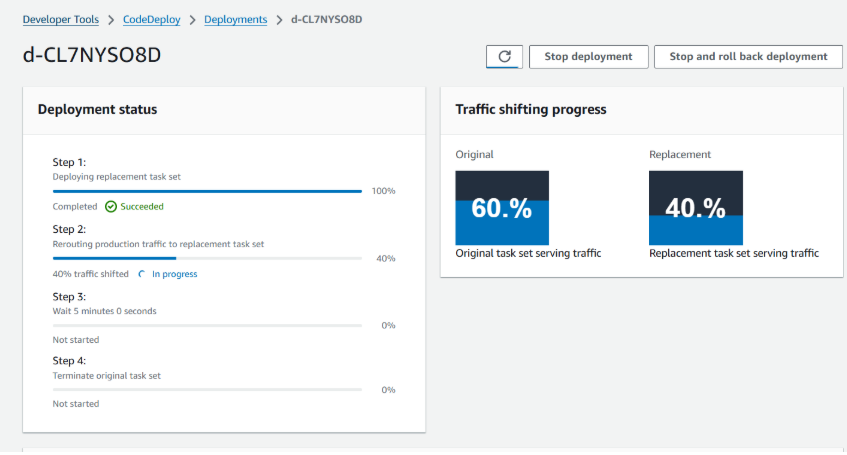 Developer Tools > CodeDeploy > Deployments > d-CL7NYSO8D
d-CL7NYSO8D
Stop deployment
Stop and roll back deployment
Deployment status
Step 1:
Deploying replacement task set
100%
Completed Succeeded
Step 2:
Rerouting production traffic to replacement task set
40%
40% traffic shifted In progress
Step 3:
Wait 5 minutes 0 seconds
0%
Not started
Step 4:
Terminate original task set
0%
Not started
Traffic shifting progress
Original
60.%
Original task set serving traffic
Replacement
40.%
Replacement task set serving traffic